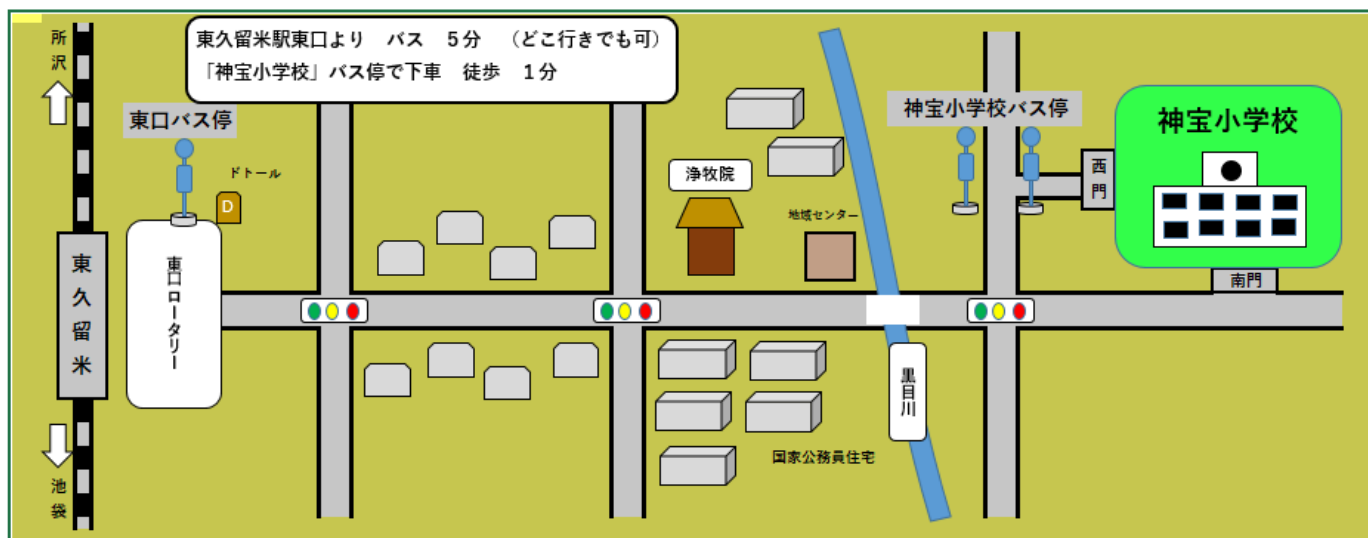 東久留米駅東口より　バス　５分　（どこ行きでも可）
「神宝小学校」バス停で下車　徒歩　１分
所沢
東口バス停
ドトール
D
東久留米
東口ロータリー
池袋
浄牧院
地域センター
黒目川
国家公務員住宅
神宝小学校バス停
西門
神宝小学校
南門